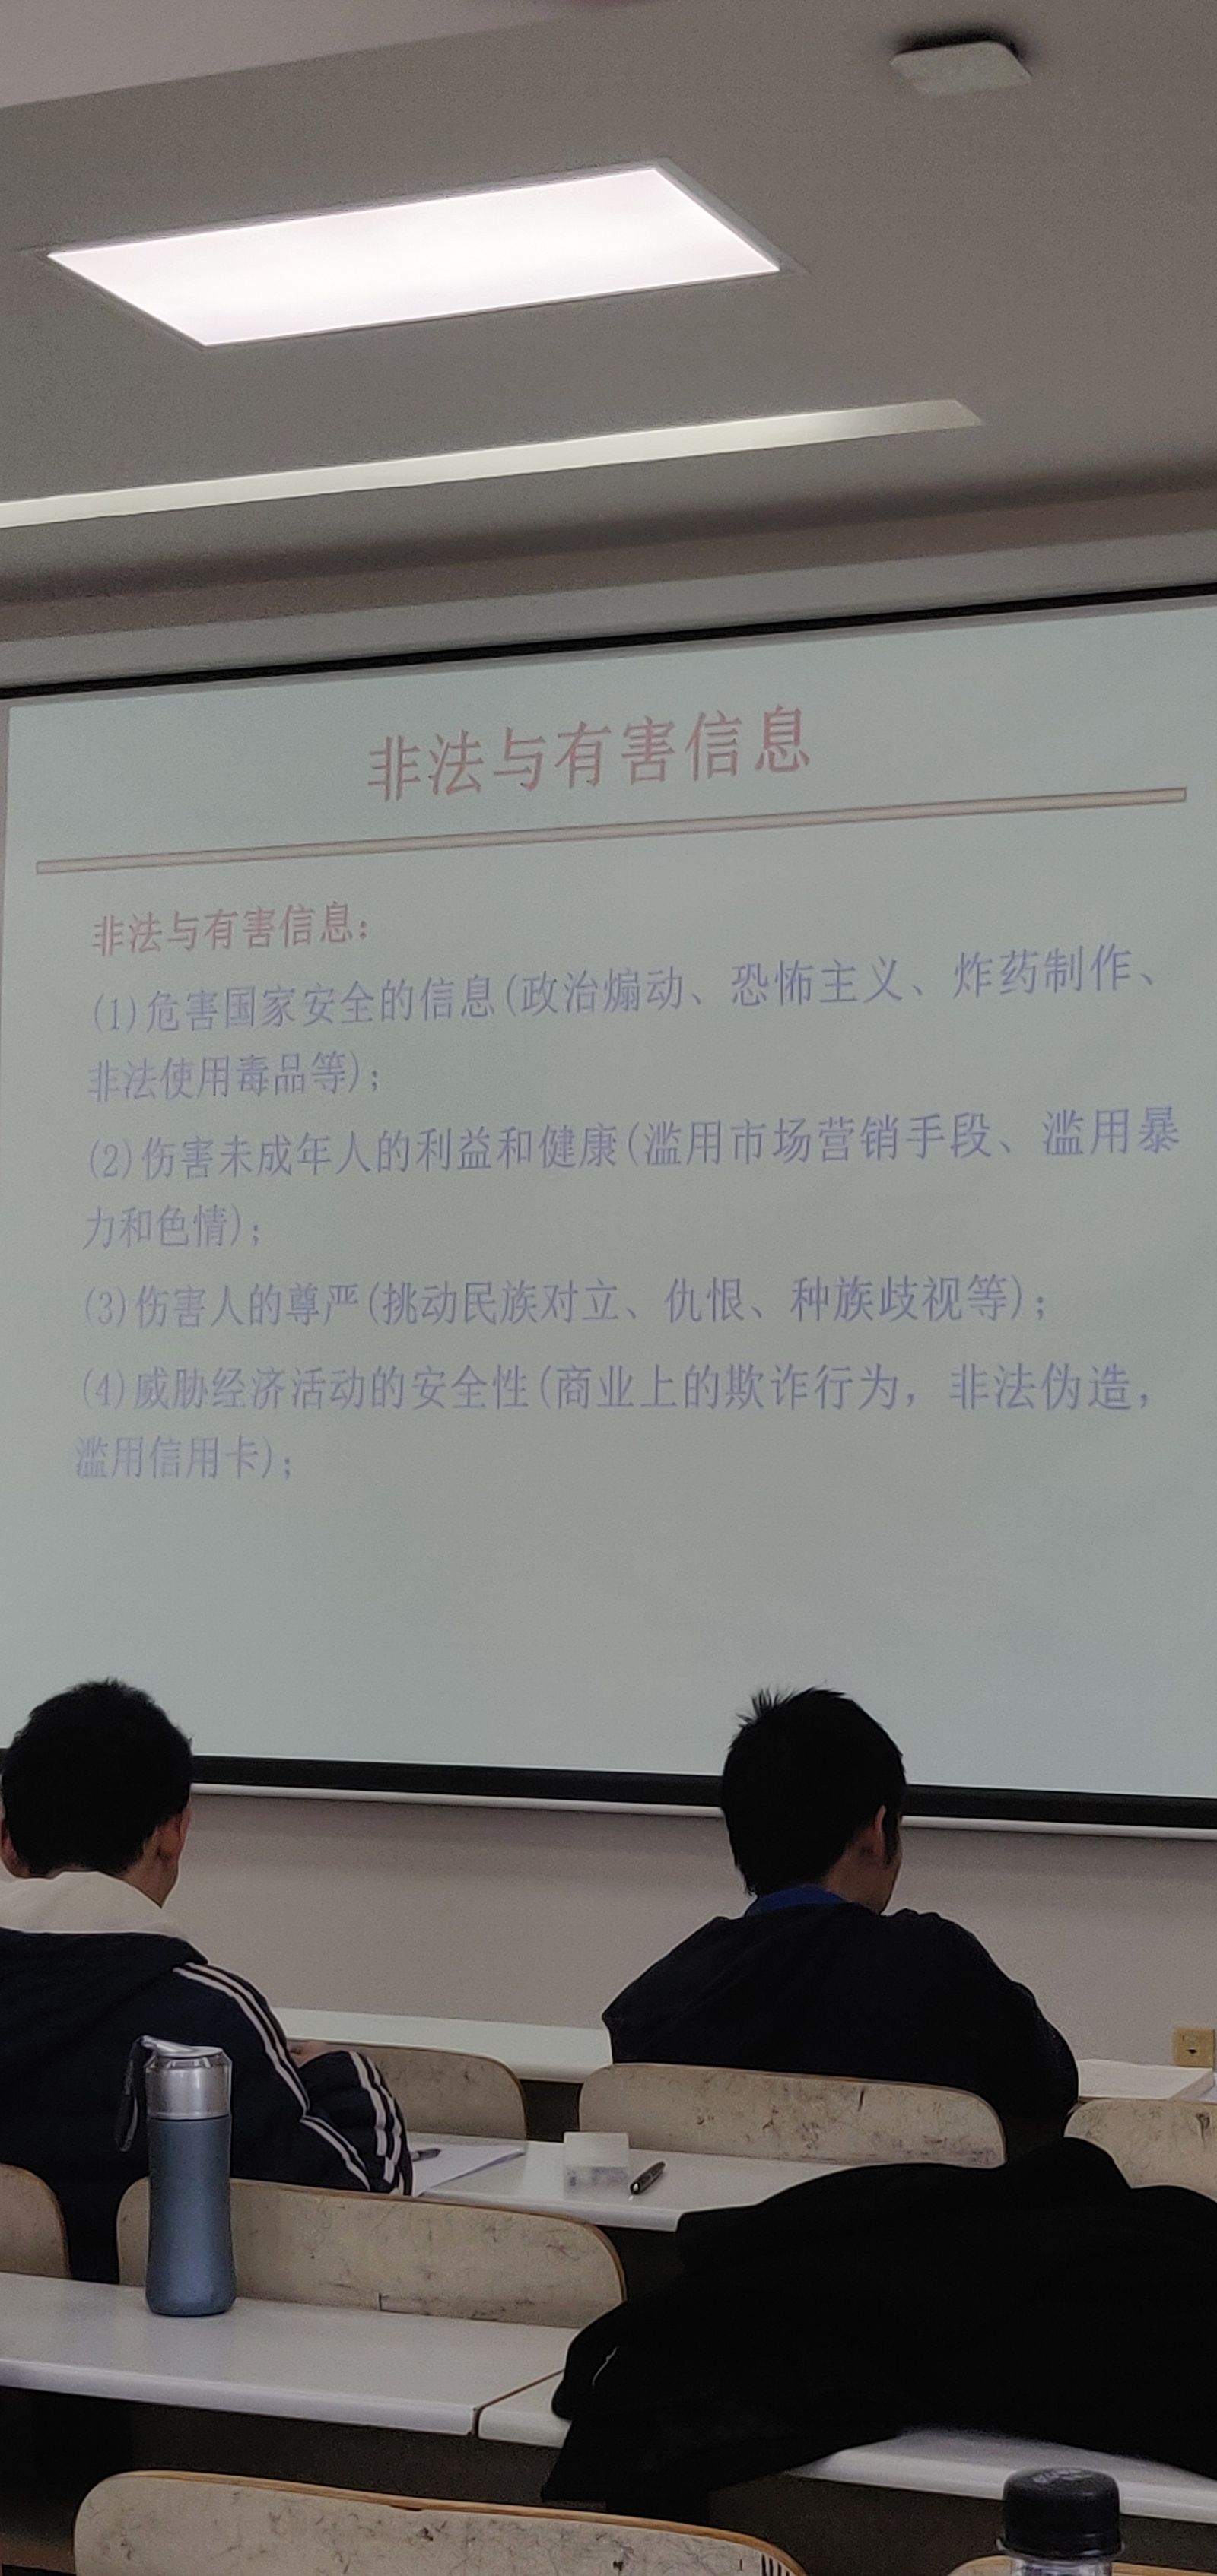 非法与有害信息
非法与有害信息：
(1)危害国家安全的信息(政治煽动、恐怖主义、炸药制作、
非法使用毒品等)；
(2)伤害未成年人的利益和健康(滥用市场营销手段、滥用暴
力和色情)；
(3)伤害人的尊严(挑动民族对立、仇恨、种族歧视等)；
(4)威胁经济活动的安全性(商业上的欺诈行为，非法伪造，
滥用信用卡)；